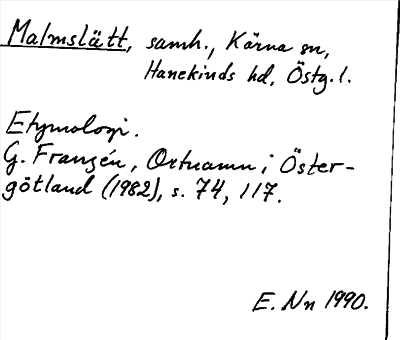 Malmslätt, samh., Kärna sn,
Hanekinds hd, Östg. l.
Etymologi.
G. Franzén, Ortnamn i Öster-
götland (1982), s. 74, 117.
E. Nn 1990.